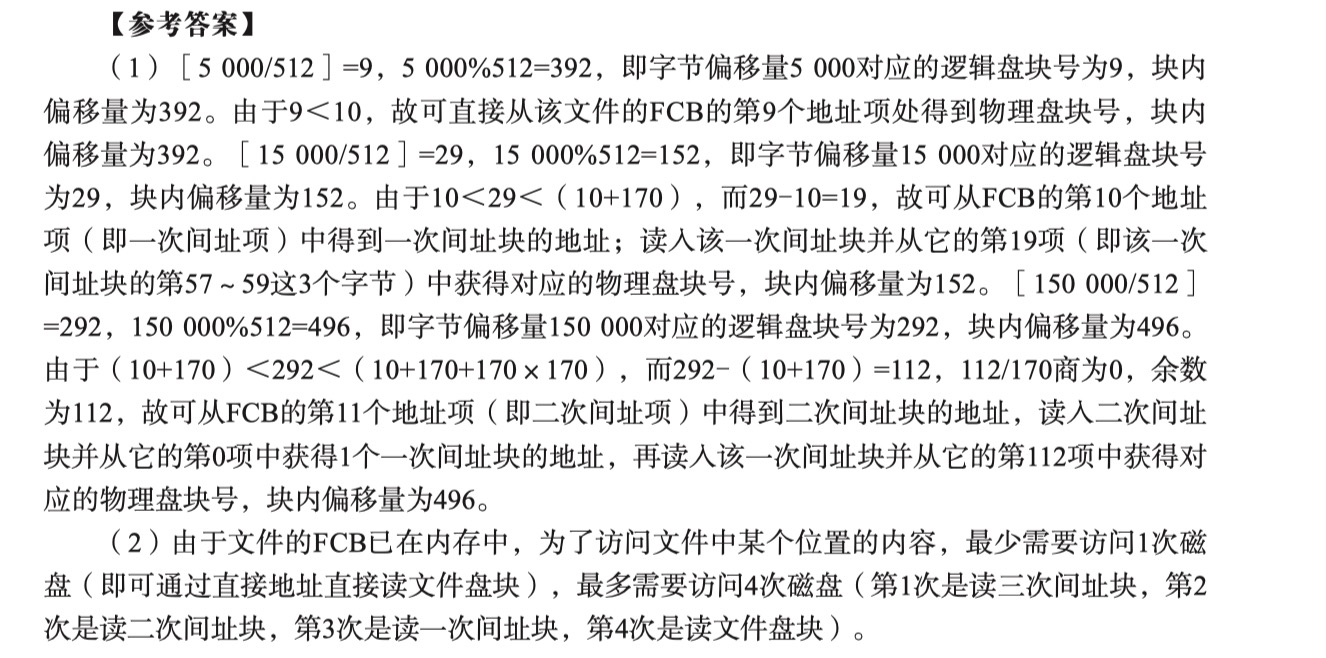 【参考答案】
（1）［5 000/512］=9，5 000%512=392，即字节偏移量5 000对应的逻辑盘块号为9，块内
偏移量为392。由于9＜10，故可直接从该文件的FCB的第9个地址项处得到物理盘块号，块内
偏移量为392。［15 000/512］=29，15 000%512=152，即字节偏移量15 000对应的逻辑盘块号
为29，块内偏移量为152。由于10＜29＜（10+170），而29-10=19，故可从FCB的第10个地址
项（即一次间址项）中得到一次间址块的地址；读入该一次间址块并从它的第19项（即该一次
间址块的第57～59这3个字节）中获得对应的物理盘块号，块内偏移量为152。［150 000/512］
=292，150 000%512=496，即字节偏移量150 000对应的逻辑盘块号为292，块内偏移量为496。
由于（10+170）＜292＜（10+170+170×170），而292-（10+170）=112，112/170商为0，余数
为112，故可从FCB的第11个地址项（即二次间址项）中得到二次间址块的地址，读入二次间址
块并从它的第0项中获得1个一次间址块的地址，再读入该一次间址块并从它的第112项中获得对
应的物理盘块号，块内偏移量为496。
（2）由于文件的FCB已在内存中，为了访问文件中某个位置的内容，最少需要访问1次磁
盘（即可通过直接地址直接读文件盘块），最多需要访问4次磁盘（第1次是读三次间址块，第2
次是读二次间址块，第3次是读一次间址块，第4次是读文件盘块）。